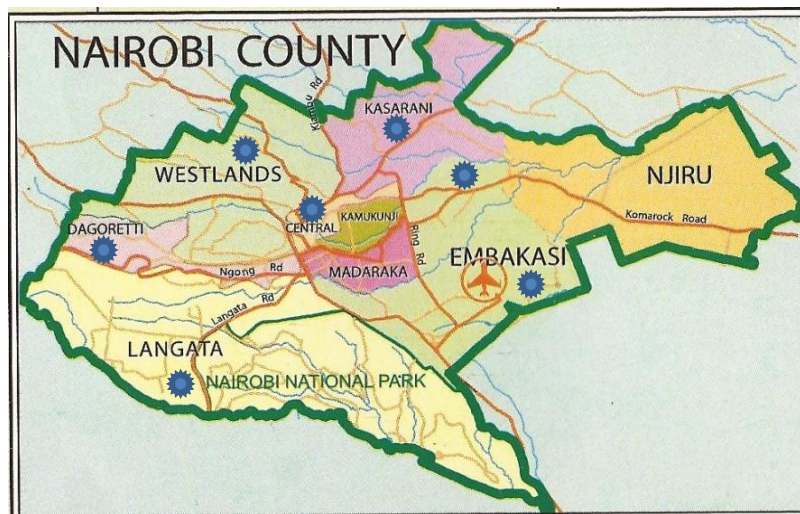 NAIROBI COUNTY
Kiambu Rd
KASARANI
WESTLANDS
NJIRU
DAGORETTI
CENTRAL
KAMUKUNJI
Komarock Road
Ring Rd
EMBAKASI
Ngong Rd
MADARAKA
Langata Rd
LANGATA
NAIROBI NATIONAL PARK